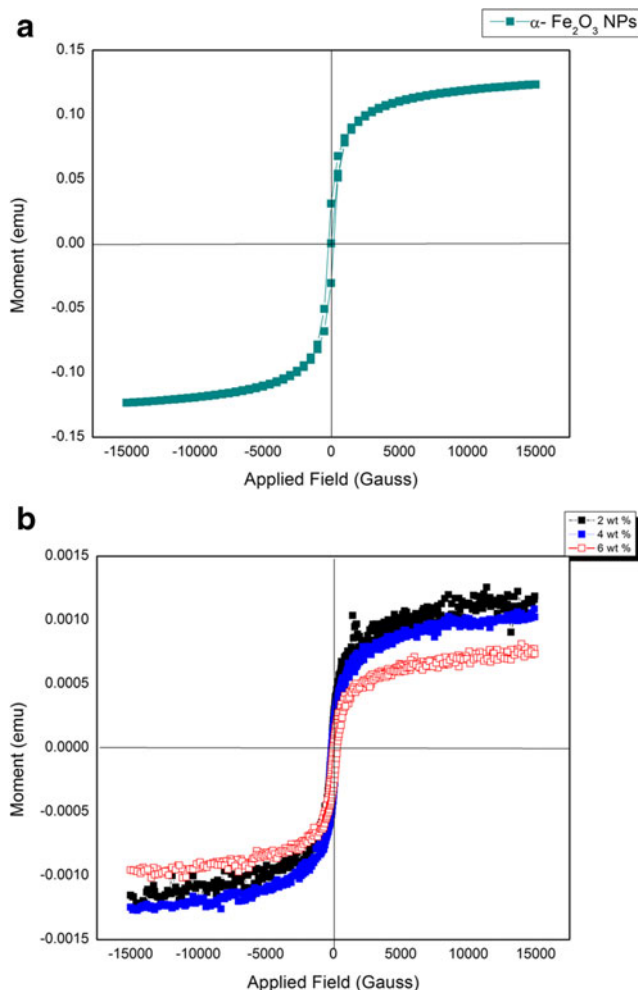 a
α- Fe₂O₃ NPs
0.15
0.10
0.05
0.00
-0.05
-0.10
-0.15
Moment (emu)
-15000 -10000 -5000 0 5000 10000 15000
Applied Field (Gauss)
b
2 wt %
4 wt %
6 wt %
0.0015
0.0010
0.0005
0.0000
-0.0005
-0.0010
-0.0015
Moment (emu)
-15000 -10000 -5000 0 5000 10000 15000
Applied Field (Gauss)